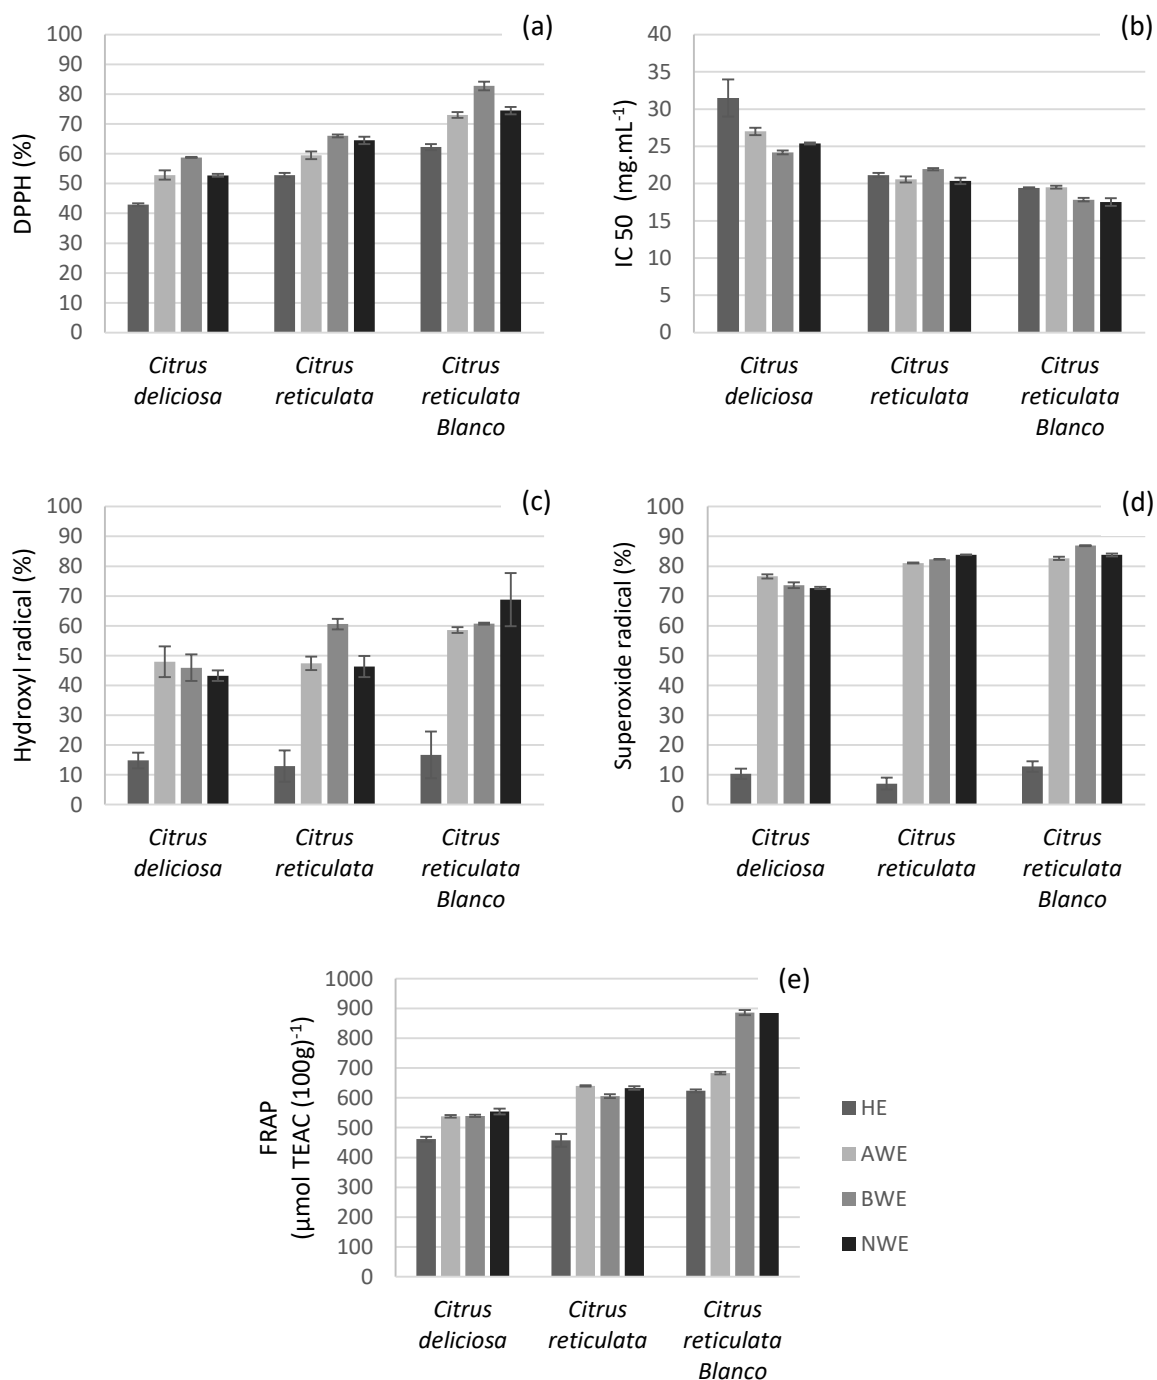 (a)
100
90
80
70
60
50
40
30
20
10
0
DPPH (%)
Citrus
deliciosa
Citrus
reticulata
Citrus
reticulata
Blanco
(b)
40
35
30
25
20
15
10
5
0
IC 50 (mg.mL⁻¹)
Citrus
deliciosa
Citrus
reticulata
Citrus
reticulata
Blanco
(c)
100
90
80
70
60
50
40
30
20
10
0
Hydroxyl radical (%)
Citrus
deliciosa
Citrus
reticulata
Citrus
reticulata
Blanco
(d)
100
90
80
70
60
50
40
30
20
10
0
Superoxide radical (%)
Citrus
deliciosa
Citrus
reticulata
Citrus
reticulata
Blanco
(e)
1000
900
800
700
600
500
400
300
200
100
0
FRAP
(µmol TEAC (100g)⁻¹)
Citrus
deliciosa
Citrus
reticulata
Citrus
reticulata
Blanco
HE
AWE
BWE
NWE